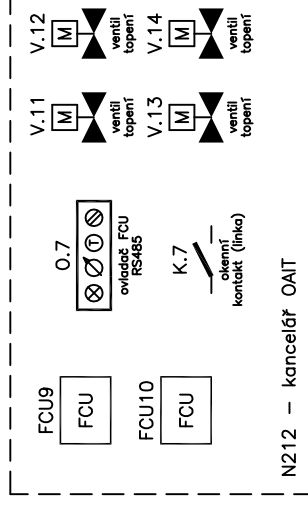 FCU9
FCU
O.7
T
ovladač FCU
RS485
V.11
M
ventil
topení
V.12
M
ventil
topení
FCU10
FCU
K.7
okenní
kontakt (linka)
V.13
M
ventil
topení
V.14
M
ventil
topení
N212 – kancelář OAIT